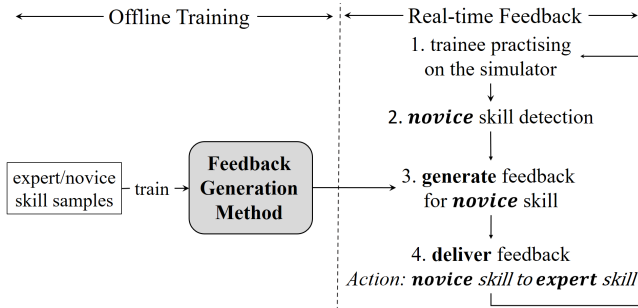 Offline Training
Real-time Feedback
1. trainee practising
on the simulator
2. novice skill detection
expert/novice
skill samples
train
Feedback
Generation
Method
3. generate feedback
for novice skill
4. deliver feedback
Action: novice skill to expert skill